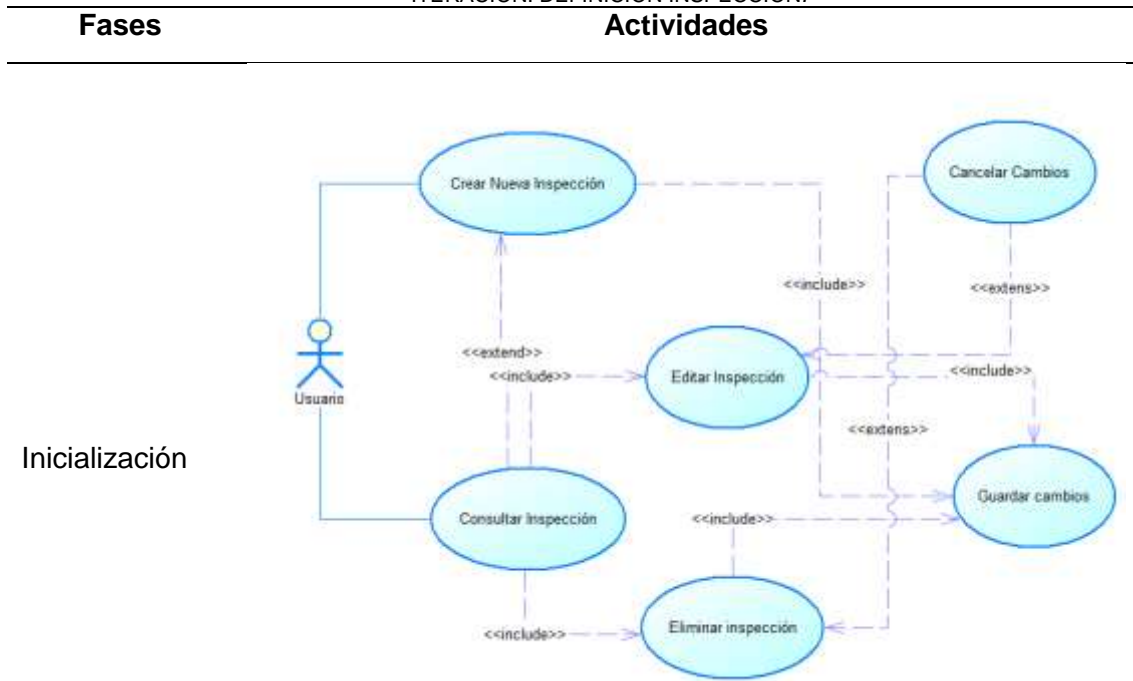 Fases Actividades
Crear Nueva Inspección
Cancelar Cambios
<<include>>
<<extens>>
<<extend>>
<<include>>
Editar Inspección
<<include>>
Usuario
<<extens>>
Inicialización
Consultar Inspección
<<include>>
Guardar cambios
<<include>>
Eliminar inspección